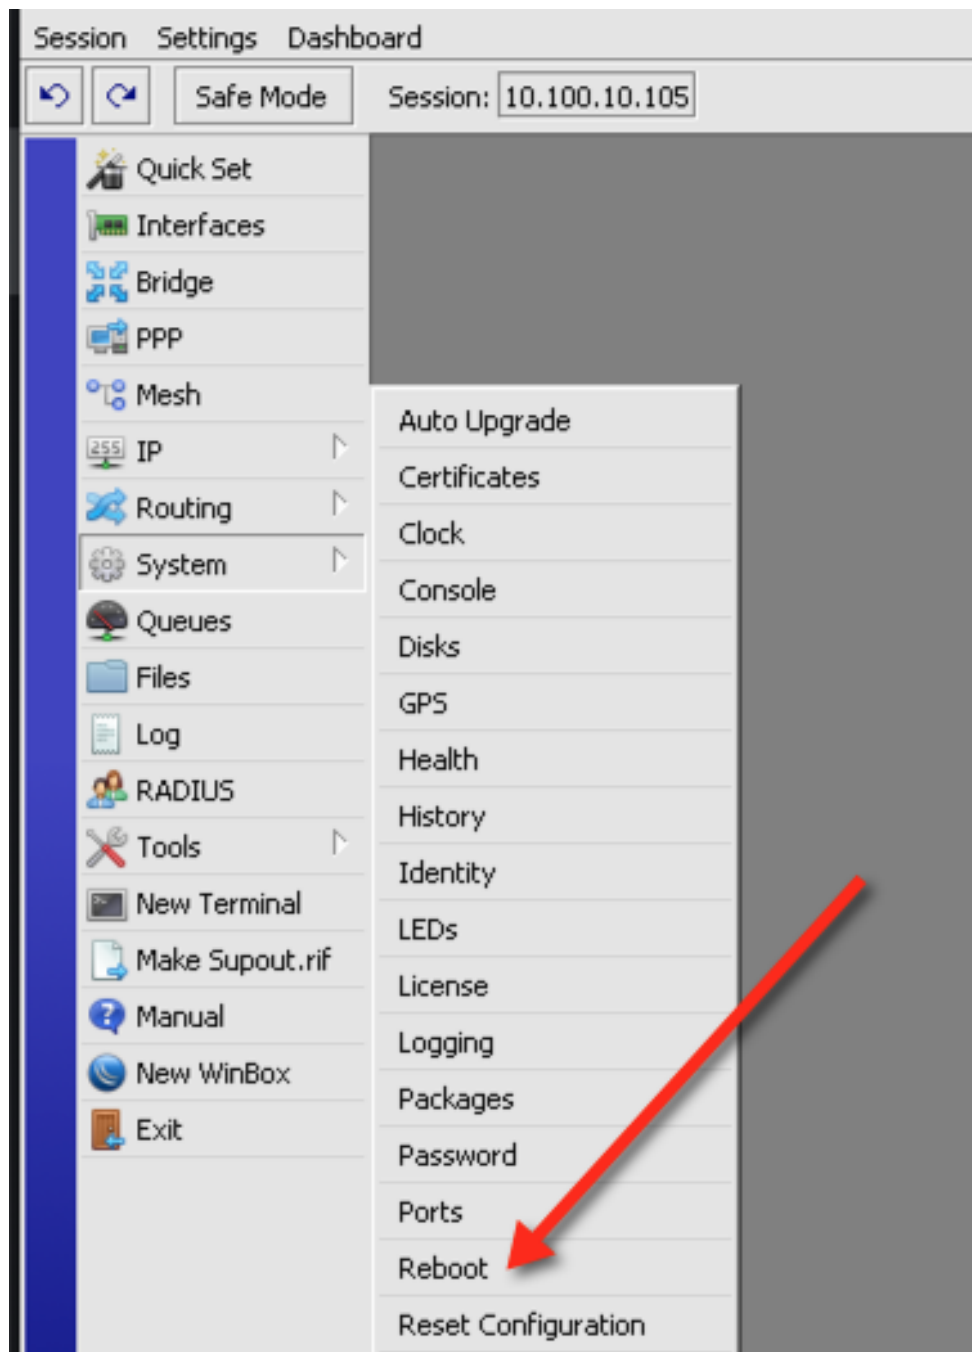 Session Settings Dashboard
Safe Mode Session: 10.100.10.105
Quick Set
Interfaces
Bridge
PPP
Mesh
255 IP
Routing
System
Queues
Files
Log
RADIUS
Tools
New Terminal
Make Supout.rif
Manual
New WinBox
Exit
Auto Upgrade
Certificates
Clock
Console
Disks
GPS
Health
History
Identity
LEDs
License
Logging
Packages
Password
Ports
Reboot
Reset Configuration